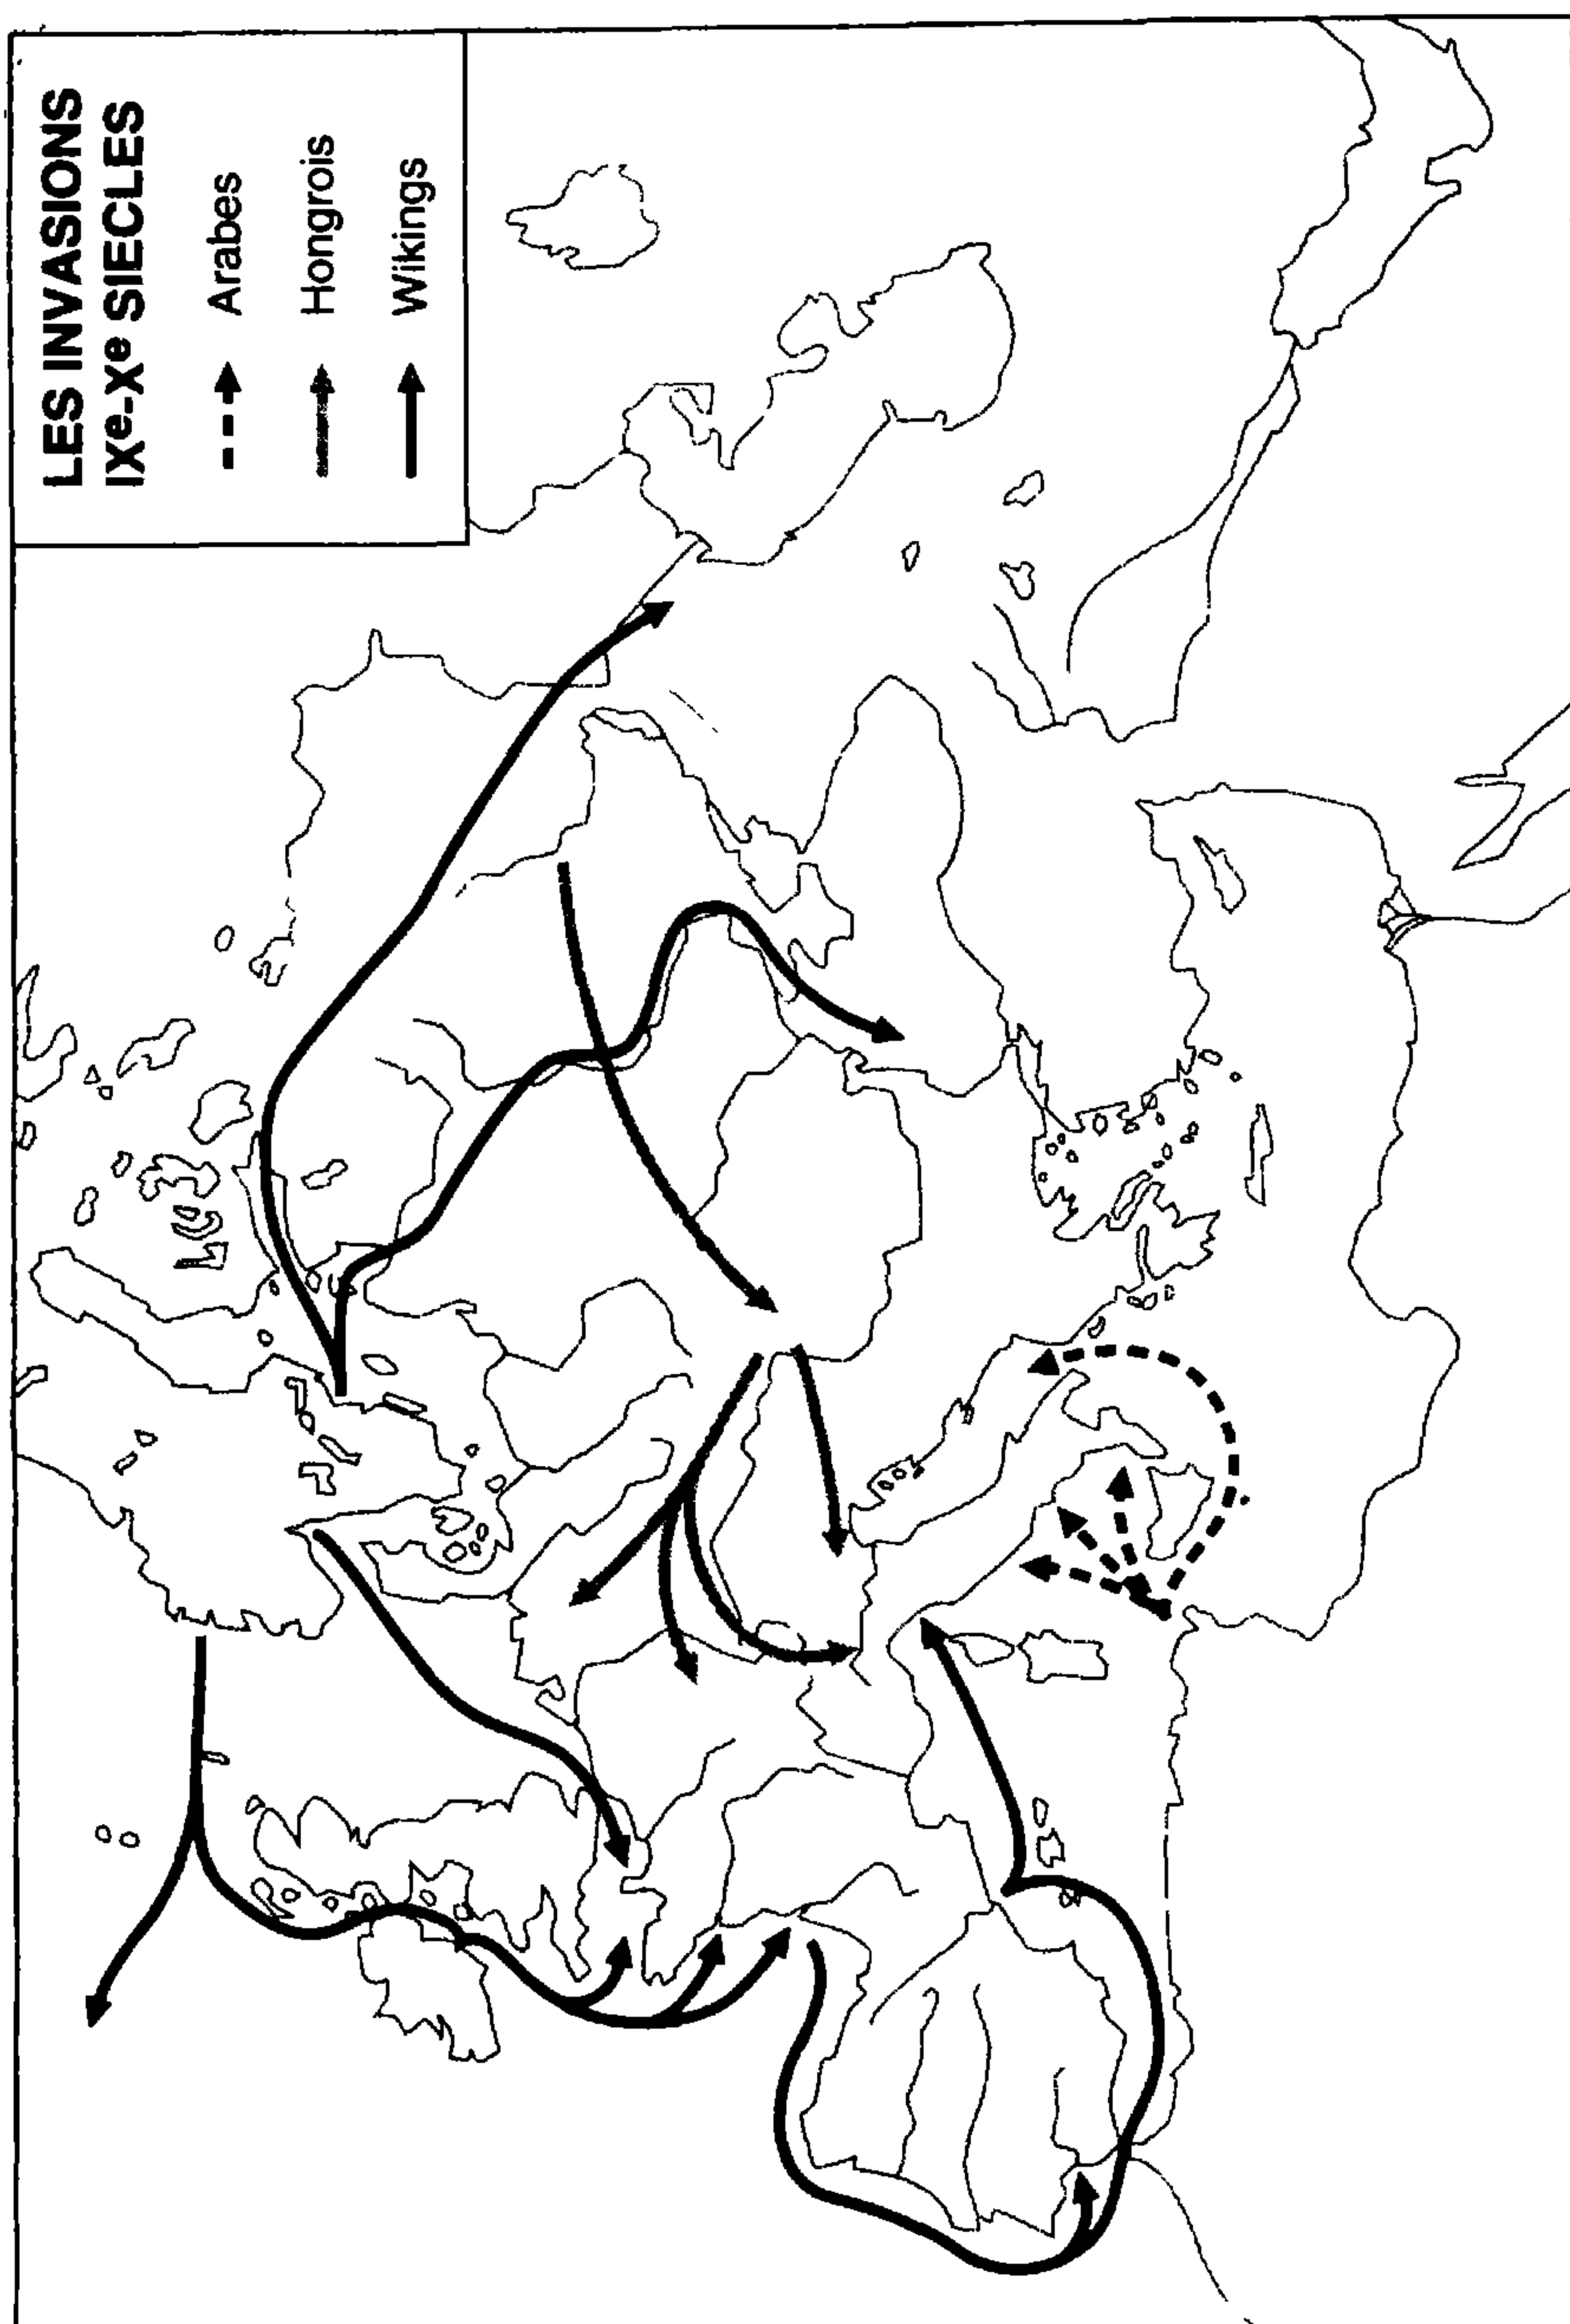 LES INVASIONS
IXe-Xe SIECLES
Arabes
Hongrois
Wikings